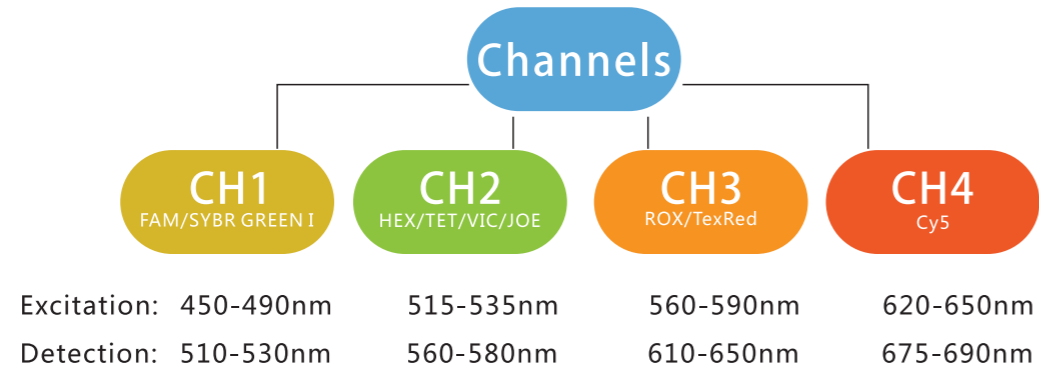 Channels
CH1
FAM/SYBR GREEN I
CH2
HEX/TET/VIC/JOE
CH3
ROX/TexRed
CH4
Cy5
Excitation: 450-490nm 515-535nm 560-590nm 620-650nm
Detection: 510-530nm 560-580nm 610-650nm 675-690nm